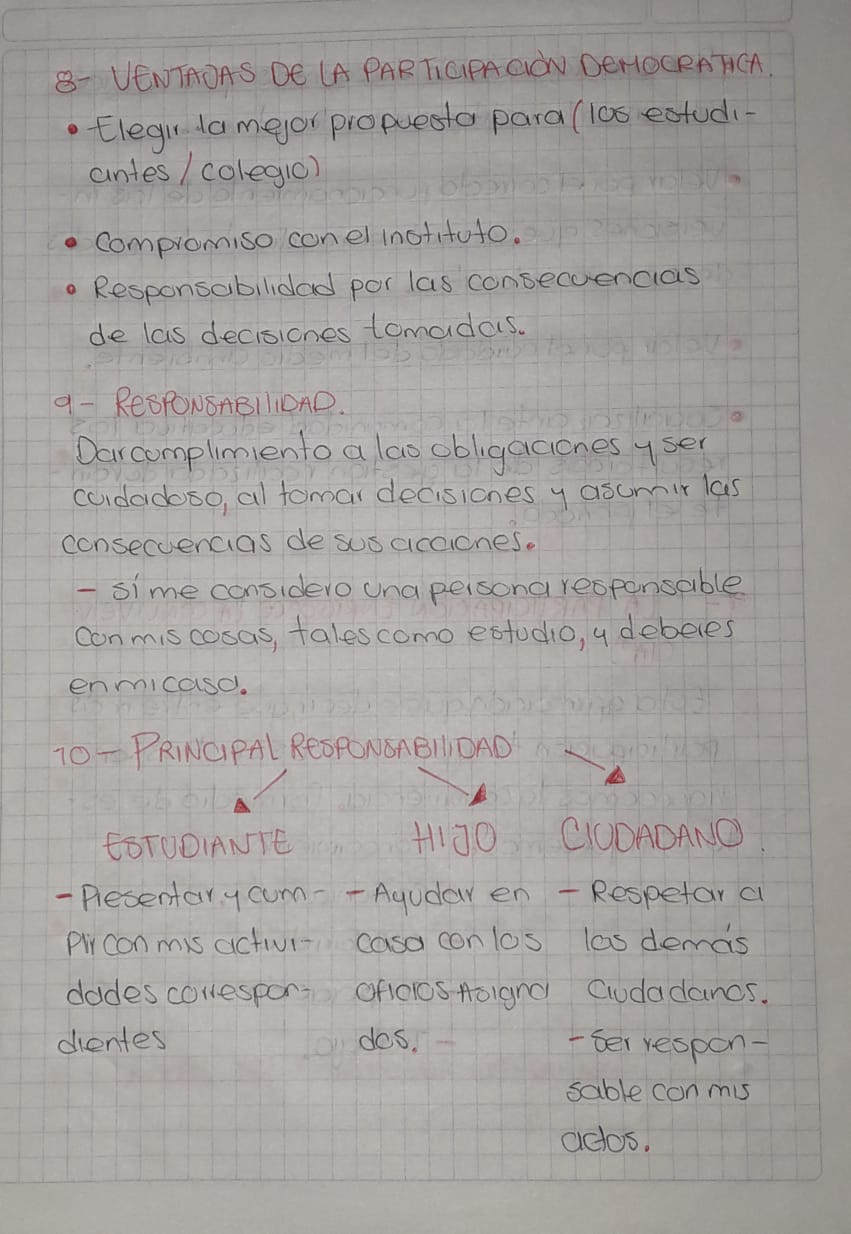 8- VENTAJAS DE LA PARTICIPACIÓN DEMOCRATICA.
• Elegir la mejor propuesta para (los estudi-
antes / colegio)
• Compromiso con el instituto.
• Responsabilidad por las consecuencias
de las decisiones tomadas.
9- RESPONSABILIDAD.
Dar cumplimiento a las obligaciones y ser
cuidadoso, al tomar decisiones y asumir las
consecuencias de sus acciones.
- sí me considero una persona responsable
con mis cosas, tales como estudio, y deberes
en mi casa.
10- PRINCIPAL RESPONSABILIDAD
ESTUDIANTE
- Presentar y cum-
plir con mis activi-
dades correspon-
dientes
HIJO
- Ayudar en
casa con los
oficios Asigna
dos.
CIUDADANO.
- Respetar a
los demás
Ciudadanos.
- Ser respon-
sable con mis
actos.